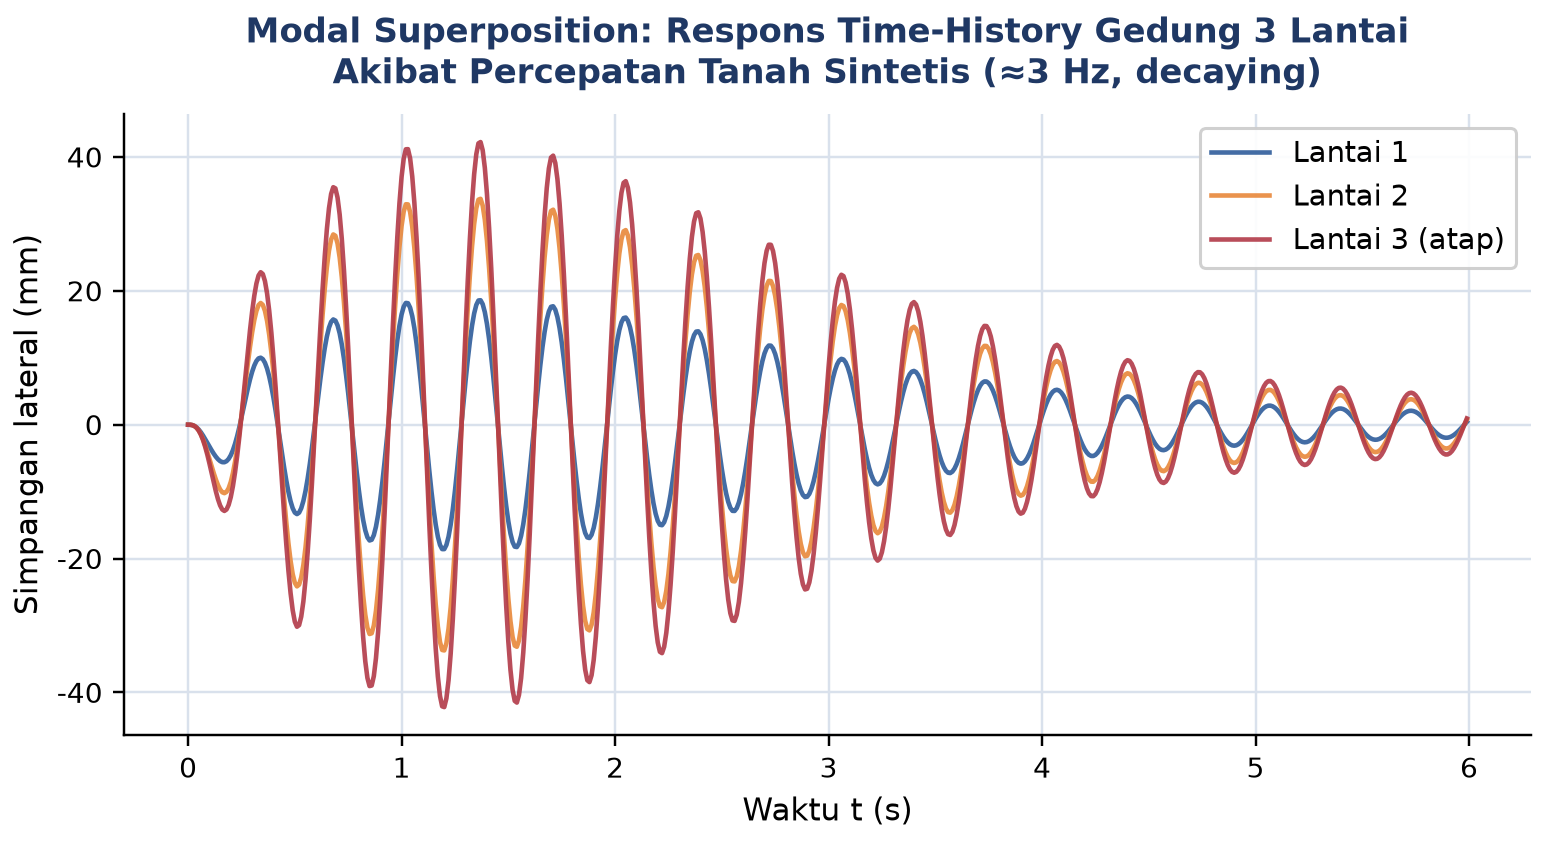 Modal Superposition: Respons Time-History Gedung 3 Lantai
Akibat Percepatan Tanah Sintetis (≈3 Hz, decaying)
Lantai 1
Lantai 2
Lantai 3 (atap)
Simpangan lateral (mm)
40
20
0
-20
-40
0 1 2 3 4 5 6
Waktu t (s)